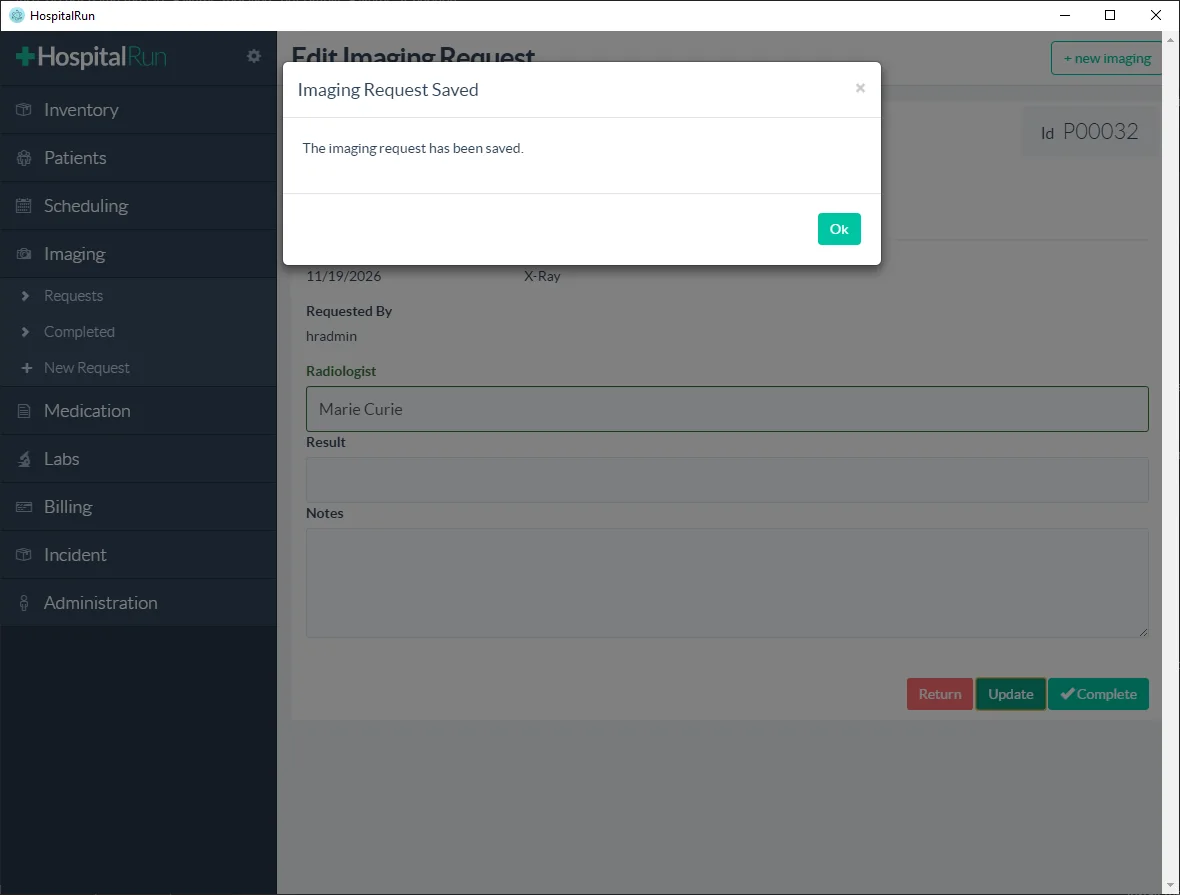 HospitalRun
HospitalRun
Inventory
Patients
Scheduling
Imaging
Requests
Completed
New Request
Medication
Labs
Billing
Incident
Administration
Edit Imaging Request
+ new imaging
Imaging Request Saved
×
The imaging request has been saved.
Ok
Id P00032
11/19/2026 X-Ray
Requested By
hradmin
Radiologist
Marie Curie
Result
Notes
Return Update Complete